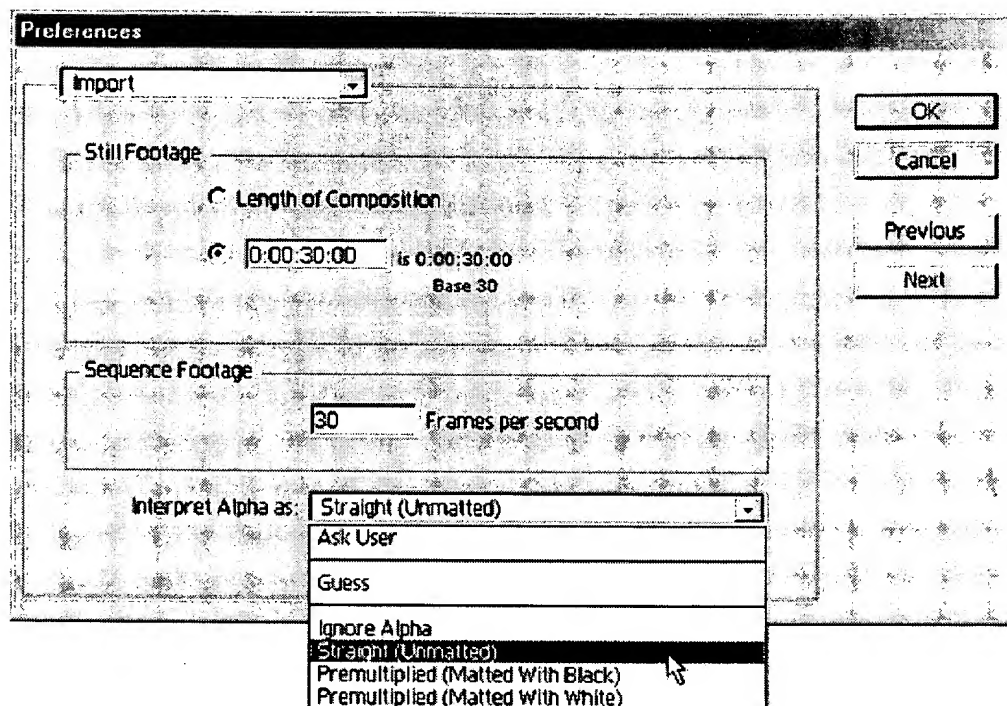 Preferences
Import
OK
Still Footage
Cancel
Length of Composition
Previous
0:00:30:00 is 0:00:30:00
Base 30
Next
Sequence Footage
30 Frames per second
Interpret Alpha as: Straight (Unmatted)
Ask User
Guess
Ignore Alpha
Straight (Unmatted)
Premultiplied (Matted With Black)
Premultiplied (Matted With White)